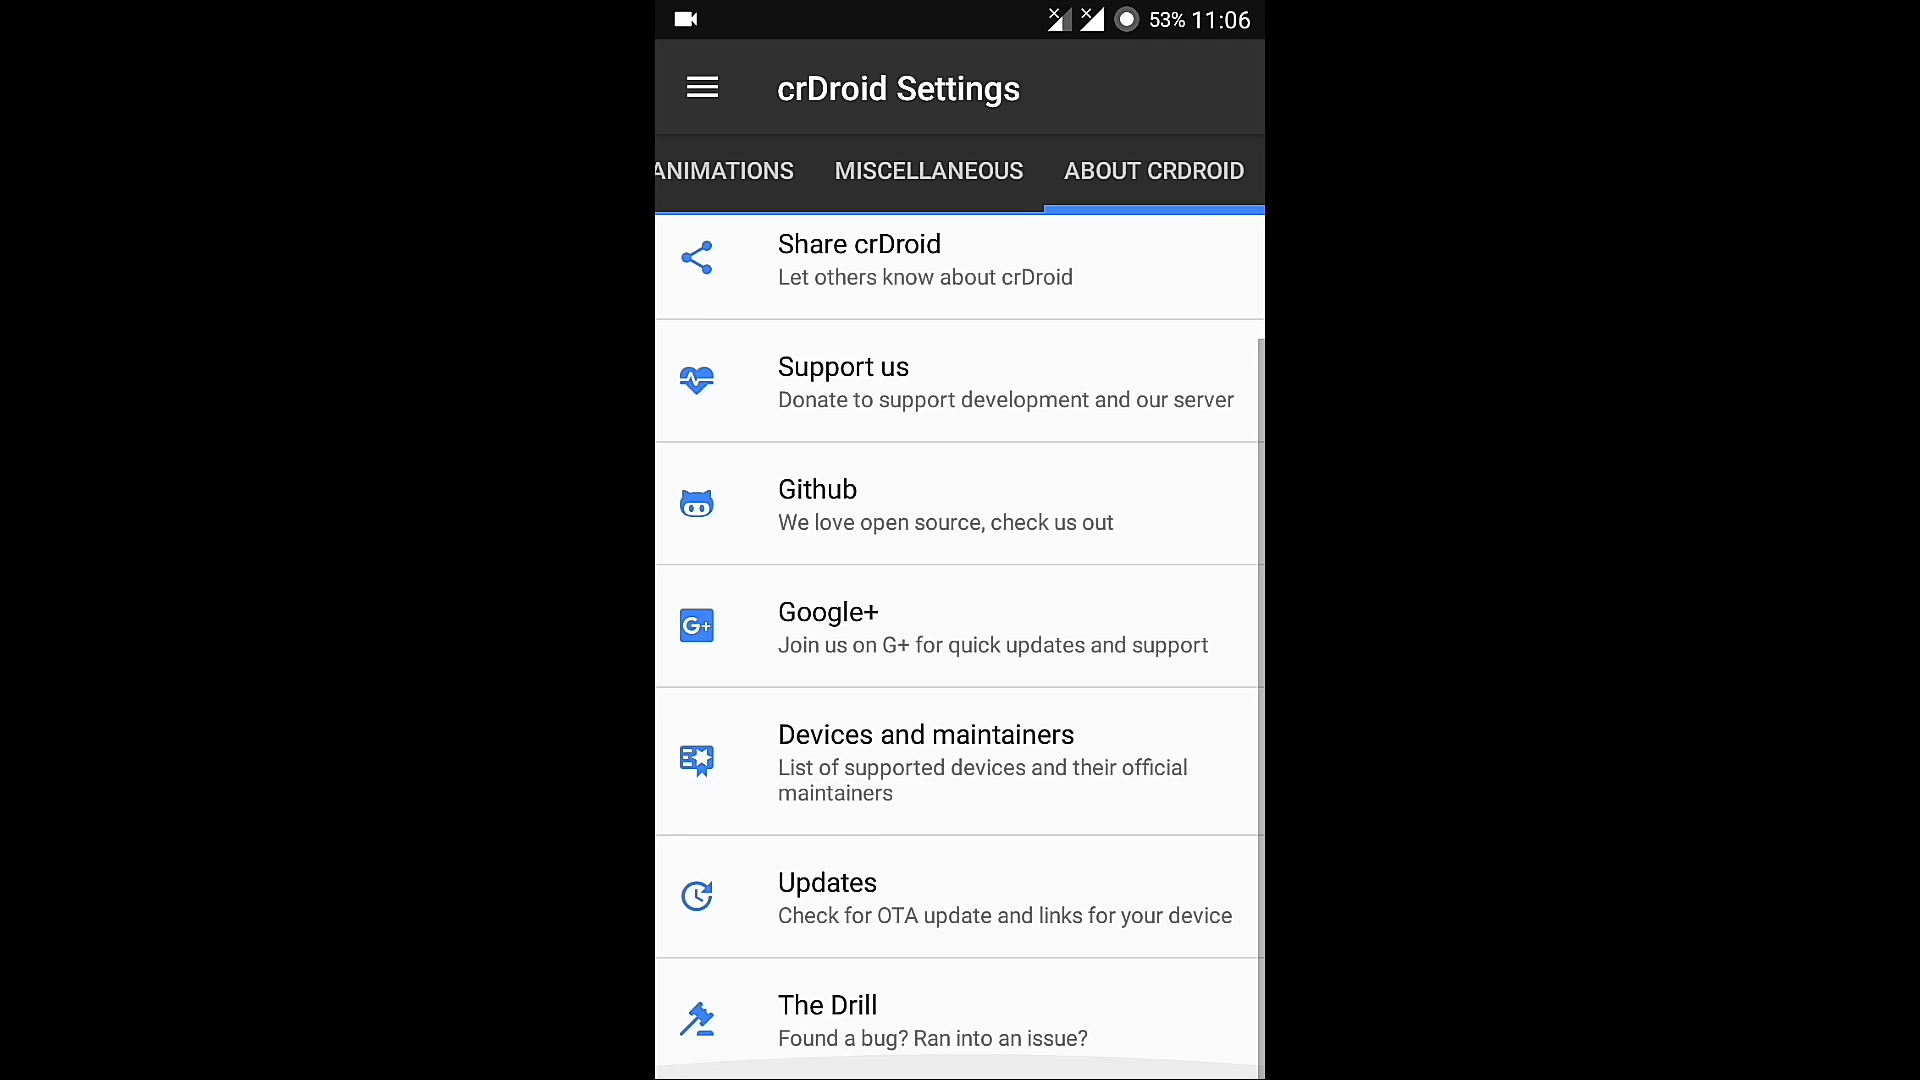 53% 11:06
crDroid Settings
ANIMATIONS MISCELLANEOUS ABOUT CRDROID
Share crDroid
Let others know about crDroid
Support us
Donate to support development and our server
Github
We love open source, check us out
G+
Google+
Join us on G+ for quick updates and support
Devices and maintainers
List of supported devices and their official
maintainers
Updates
Check for OTA update and links for your device
The Drill
Found a bug? Ran into an issue?